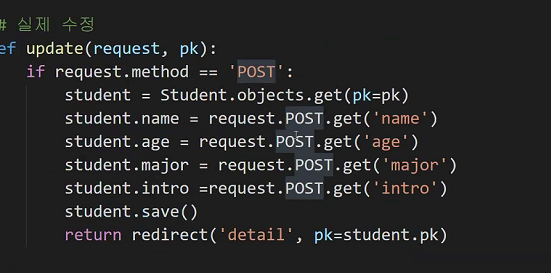 # 실제 수정
ef update(request, pk):
if request.method == 'POST':
student = Student.objects.get(pk=pk)
student.name = request.POST.get('name')
student.age = request.POST.get('age')
student.major = request.POST.get('major')
student.intro =request.POST.get('intro')
student.save()
return redirect('detail', pk=student.pk)